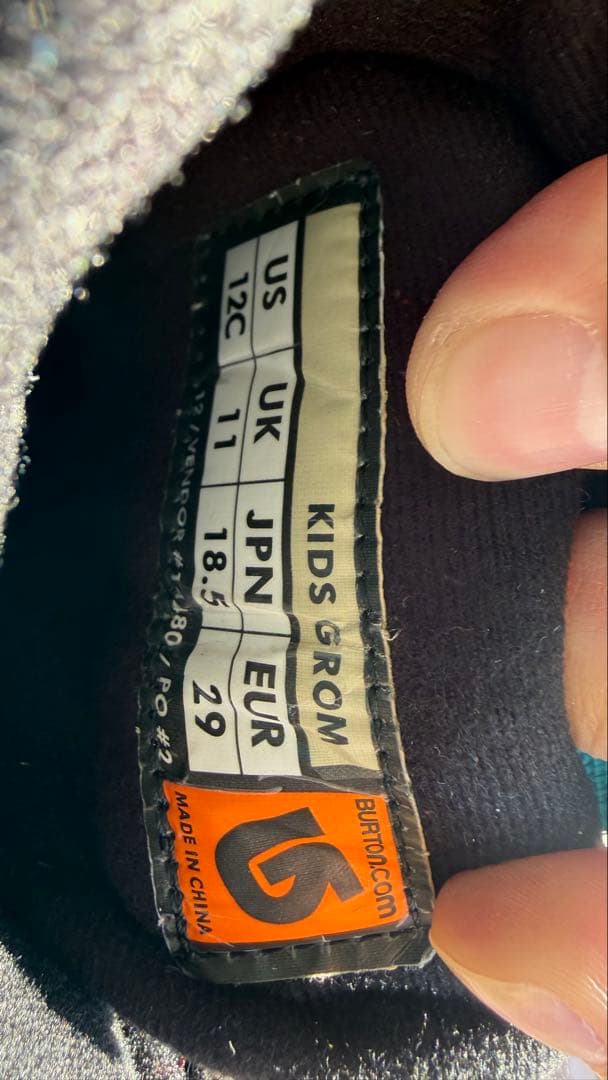 KIDS GROM
US UK JPN EUR
12C 11 18.5 29
BURTON.COM
MADE IN CHINA